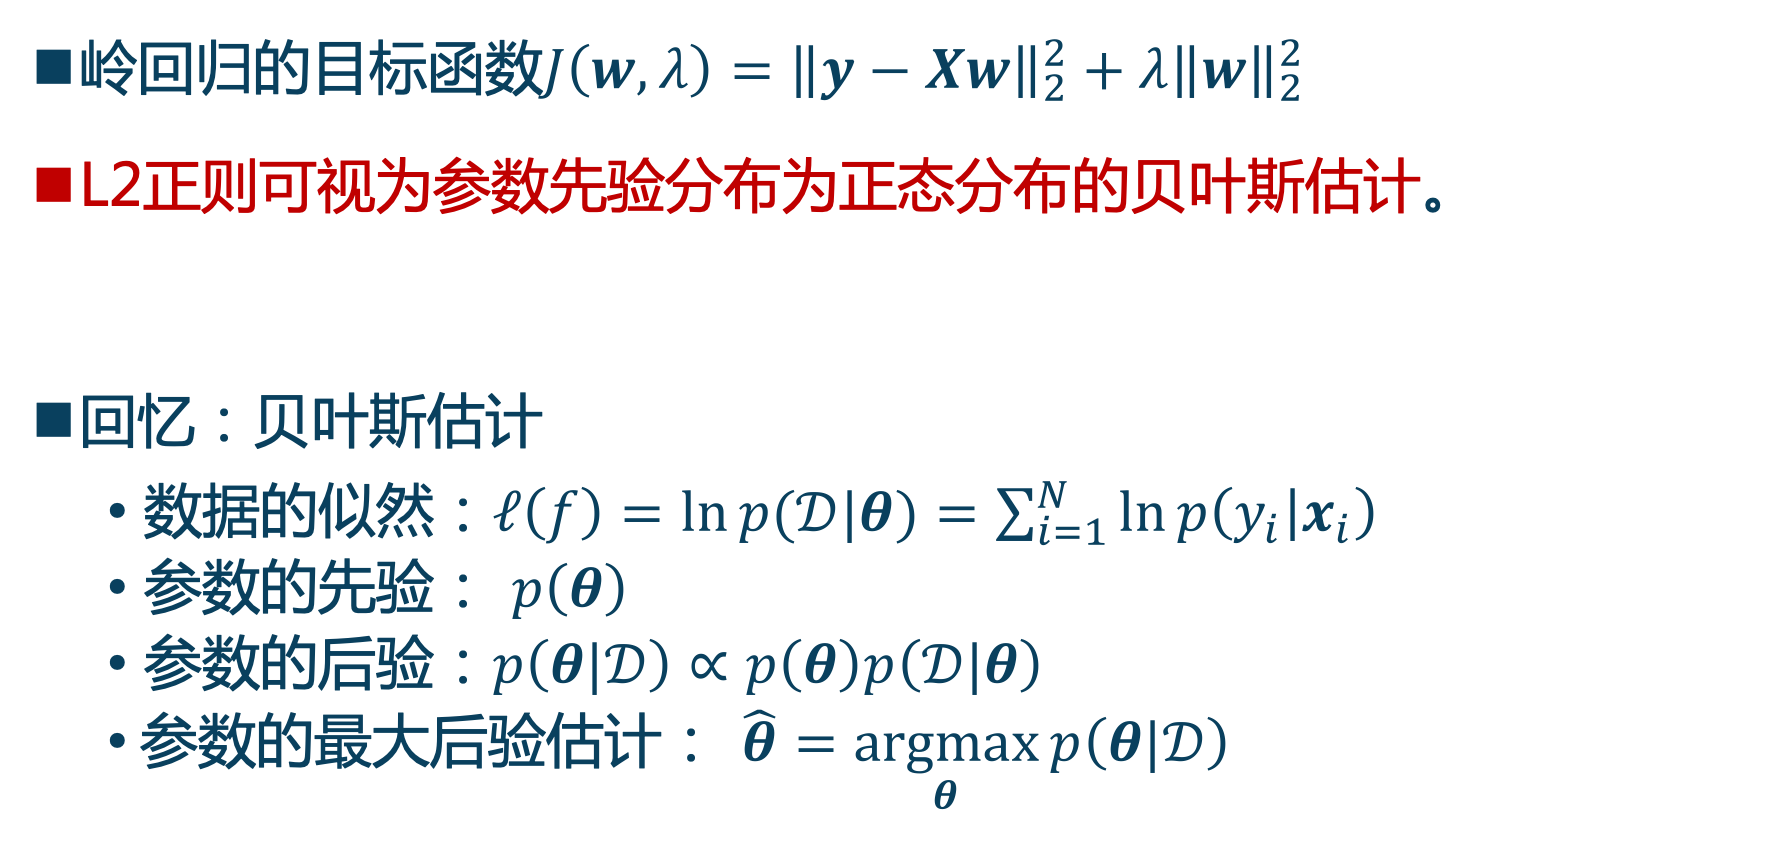 ■岭回归的目标函数J(w, λ) = ‖y − Xw‖₂² + λ‖w‖₂²
■L2正则可视为参数先验分布为正态分布的贝叶斯估计。
■回忆：贝叶斯估计
• 数据的似然：ℓ(f) = ln p(𝒟|θ) = ∑ᵢ₌₁ᴺ ln p(yᵢ|xᵢ)
• 参数的先验： p(θ)
• 参数的后验：p(θ|𝒟) ∝ p(θ)p(𝒟|θ)
• 参数的最大后验估计： θ̂ = argmax p(θ|𝒟)
θ